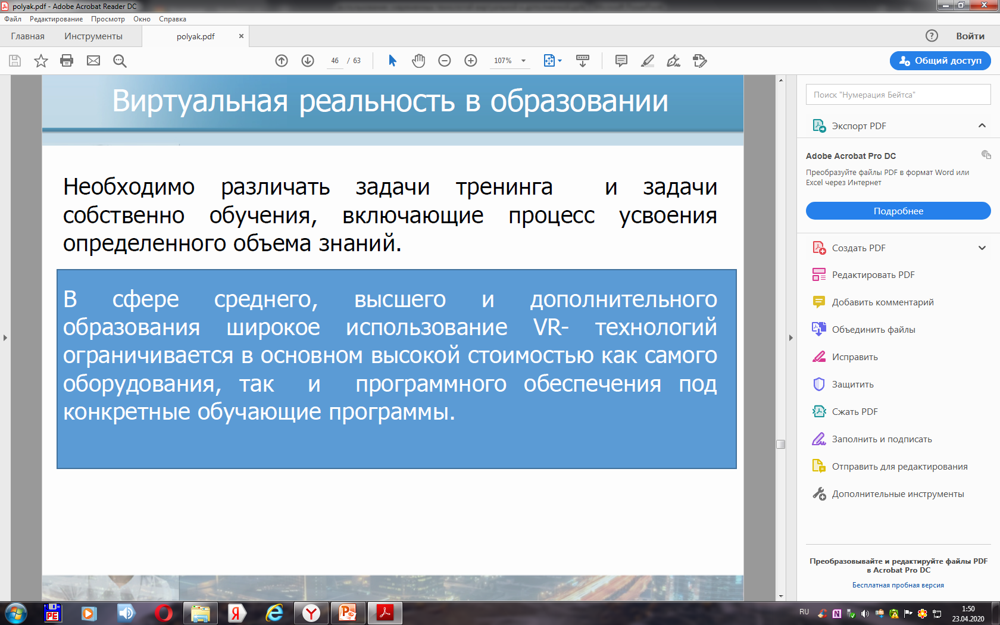 polyak.pdf - Adobe Acrobat Reader DC
Файл Редактирование Просмотр Окно Справка
Главная Инструменты polyak.pdf × Войти
46 / 63 107% Общий доступ
Виртуальная реальность в образовании
Необходимо различать задачи тренинга и задачи
собственно обучения, включающие процесс усвоения
определенного объема знаний.
В сфере среднего, высшего и дополнительного
образования широкое использование VR- технологий
ограничивается в основном высокой стоимостью как самого
оборудования, так и программного обеспечения под
конкретные обучающие программы.
Поиск "Нумерация Бейтса"
Экспорт PDF
Adobe Acrobat Pro DC
Преобразуйте файлы PDF в формат Word или
Excel через Интернет
Подробнее
Создать PDF
Редактировать PDF
Добавить комментарий
Объединить файлы
Исправить
Защитить
Сжать PDF
Заполнить и подписать
Отправить для редактирования
Дополнительные инструменты
Преобразовывайте и редактируйте файлы PDF
в Acrobat Pro DC
Бесплатная пробная версия
PE
RU
1:50
23.04.2020